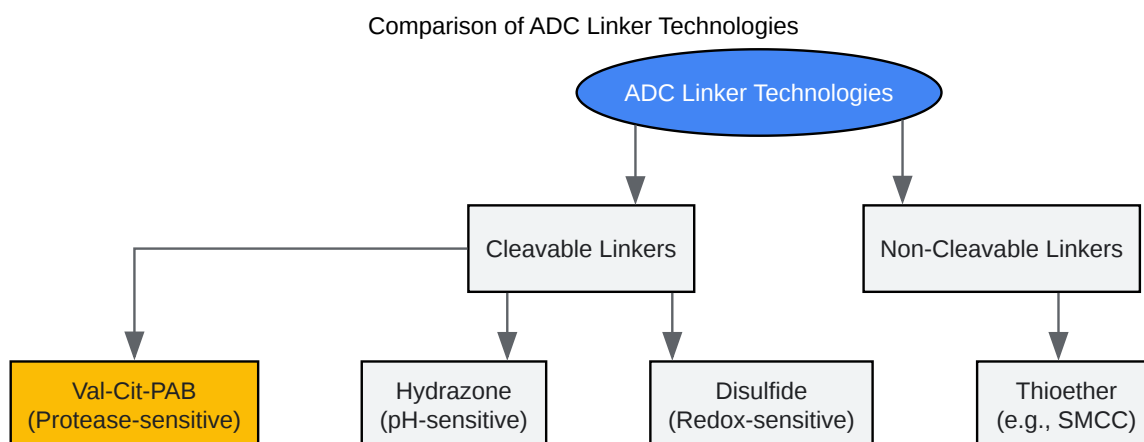 Comparison of ADC Linker Technologies
ADC Linker Technologies
Cleavable Linkers
Non-Cleavable Linkers
Val-Cit-PAB
(Protease-sensitive)
Hydrazone
(pH-sensitive)
Disulfide
(Redox-sensitive)
Thioether
(e.g., SMCC)